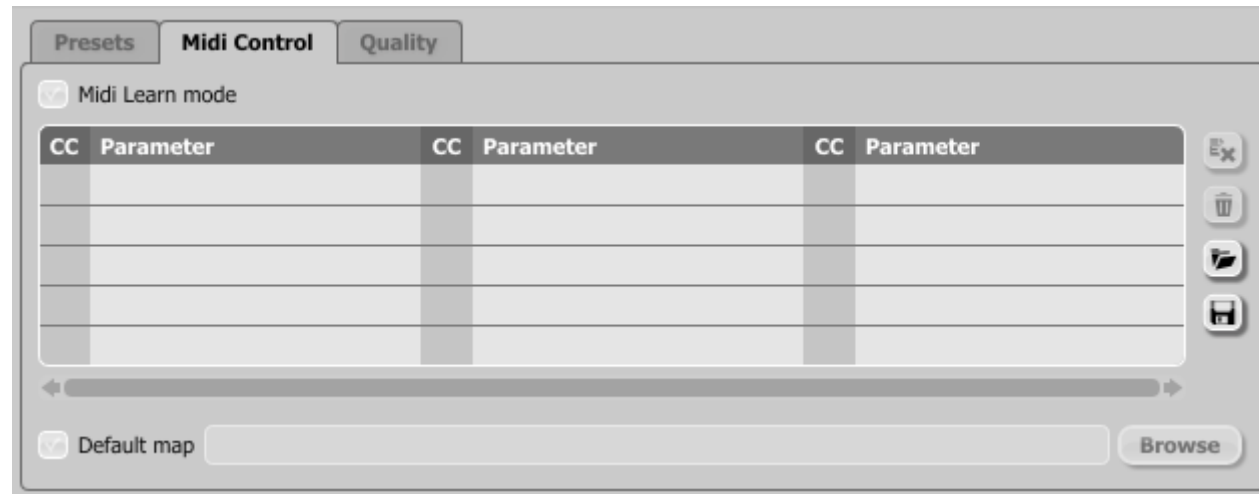 Presets Midi Control Quality
Midi Learn mode
CC Parameter CC Parameter CC Parameter
Default map Browse